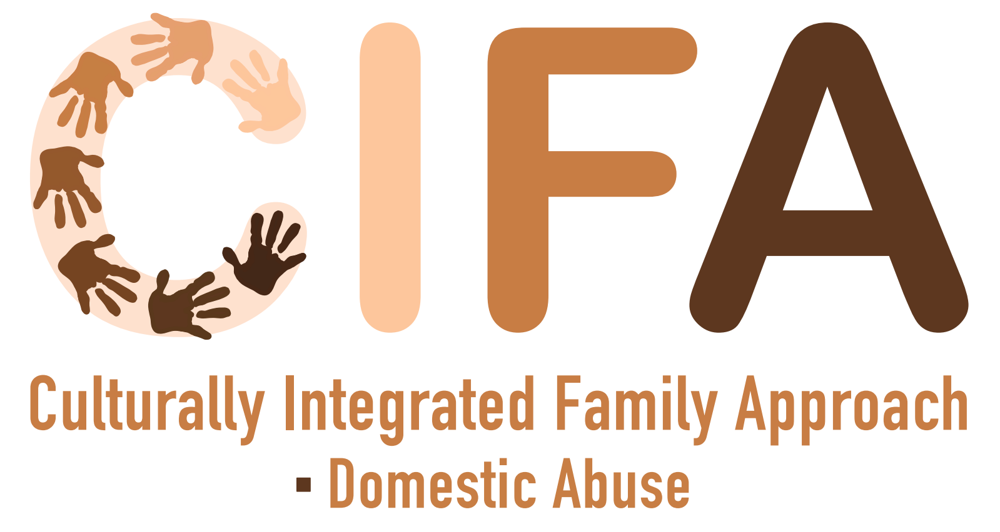 CIFA
Culturally Integrated Family Approach
▪ Domestic Abuse